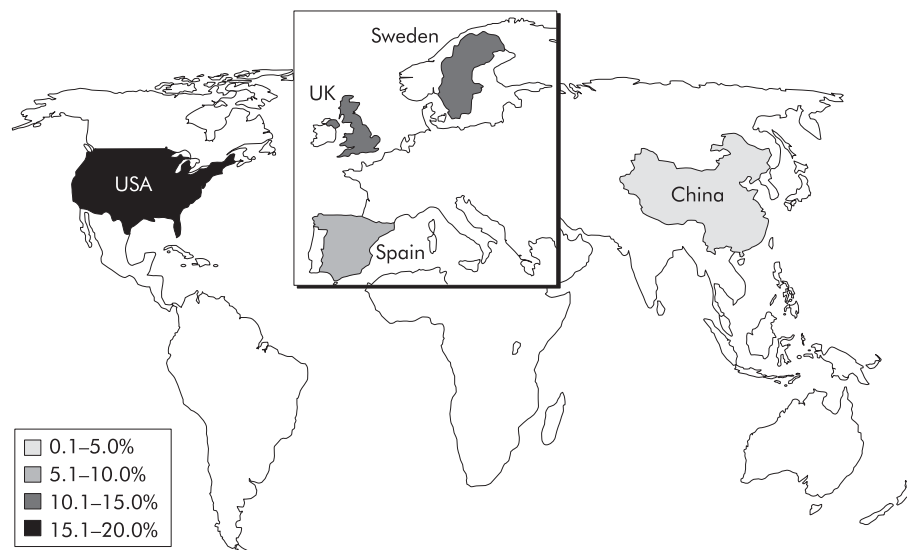 Sweden
UK
USA
China
Spain
0.1–5.0%
5.1–10.0%
10.1–15.0%
15.1–20.0%